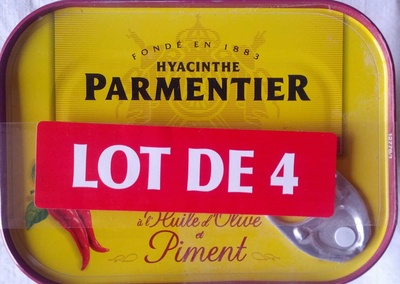 FONDÉ EN 1883
HYACINTHE
PARMENTIER
LOT DE 4
à l'Huile d'Olive
et
Piment